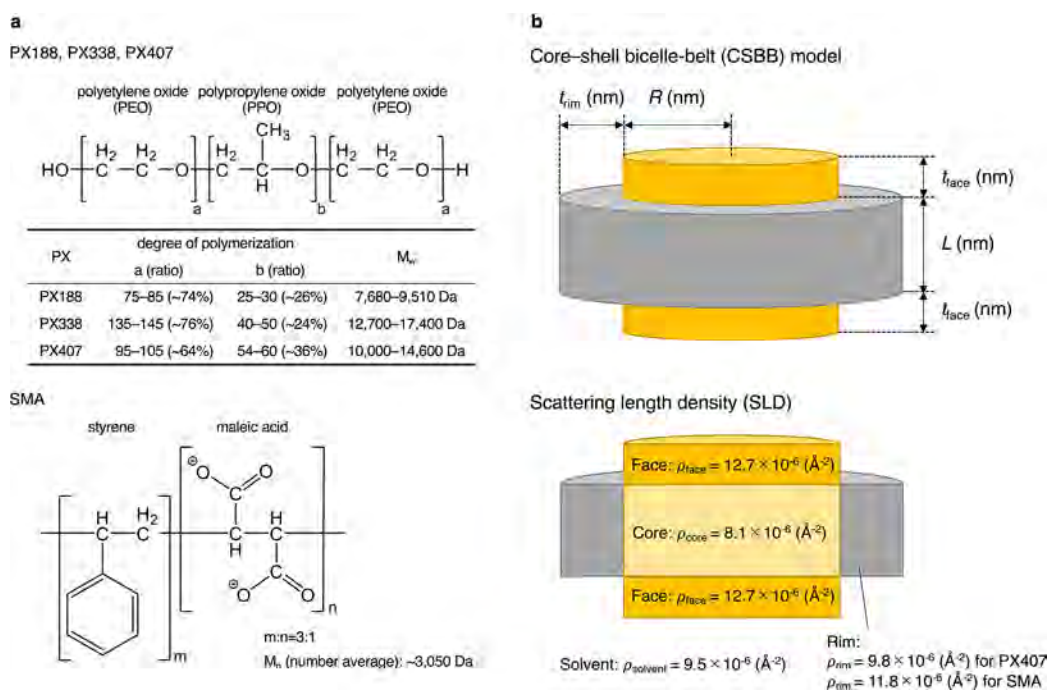 a
PX188, PX338, PX407
polyetylene oxide (PEO)
polypropylene oxide (PPO)
polyetylene oxide (PEO)
CH3
HO
H2 H2
C C O
a
H2
C C O
H
b
H2 H2
C C O H
a
PX degree of polymerization Mw
a (ratio) b (ratio)
PX188 75–85 (~74%) 25–30 (~26%) 7,680–9,510 Da
PX338 135–145 (~76%) 40–50 (~24%) 12,700–17,400 Da
PX407 95–105 (~64%) 54–60 (~36%) 10,000–14,600 Da
SMA
styrene maleic acid
H H2
C C
m
⊖O O
C
C C
H H
C
⊖O O
n
m:n=3:1
Mn (number average): ~3,050 Da
b
Core–shell bicelle-belt (CSBB) model
trim (nm) R (nm)
tface (nm)
L (nm)
tface (nm)
Scattering length density (SLD)
Face: ρface = 12.7 × 10-6 (Å-2)
Core: ρcore = 8.1 × 10-6 (Å-2)
Face: ρface = 12.7 × 10-6 (Å-2)
Solvent: ρsolvent = 9.5 × 10-6 (Å-2)
Rim:
ρrim = 9.8 × 10-6 (Å-2) for PX407
ρrim = 11.8 × 10-6 (Å-2) for SMA